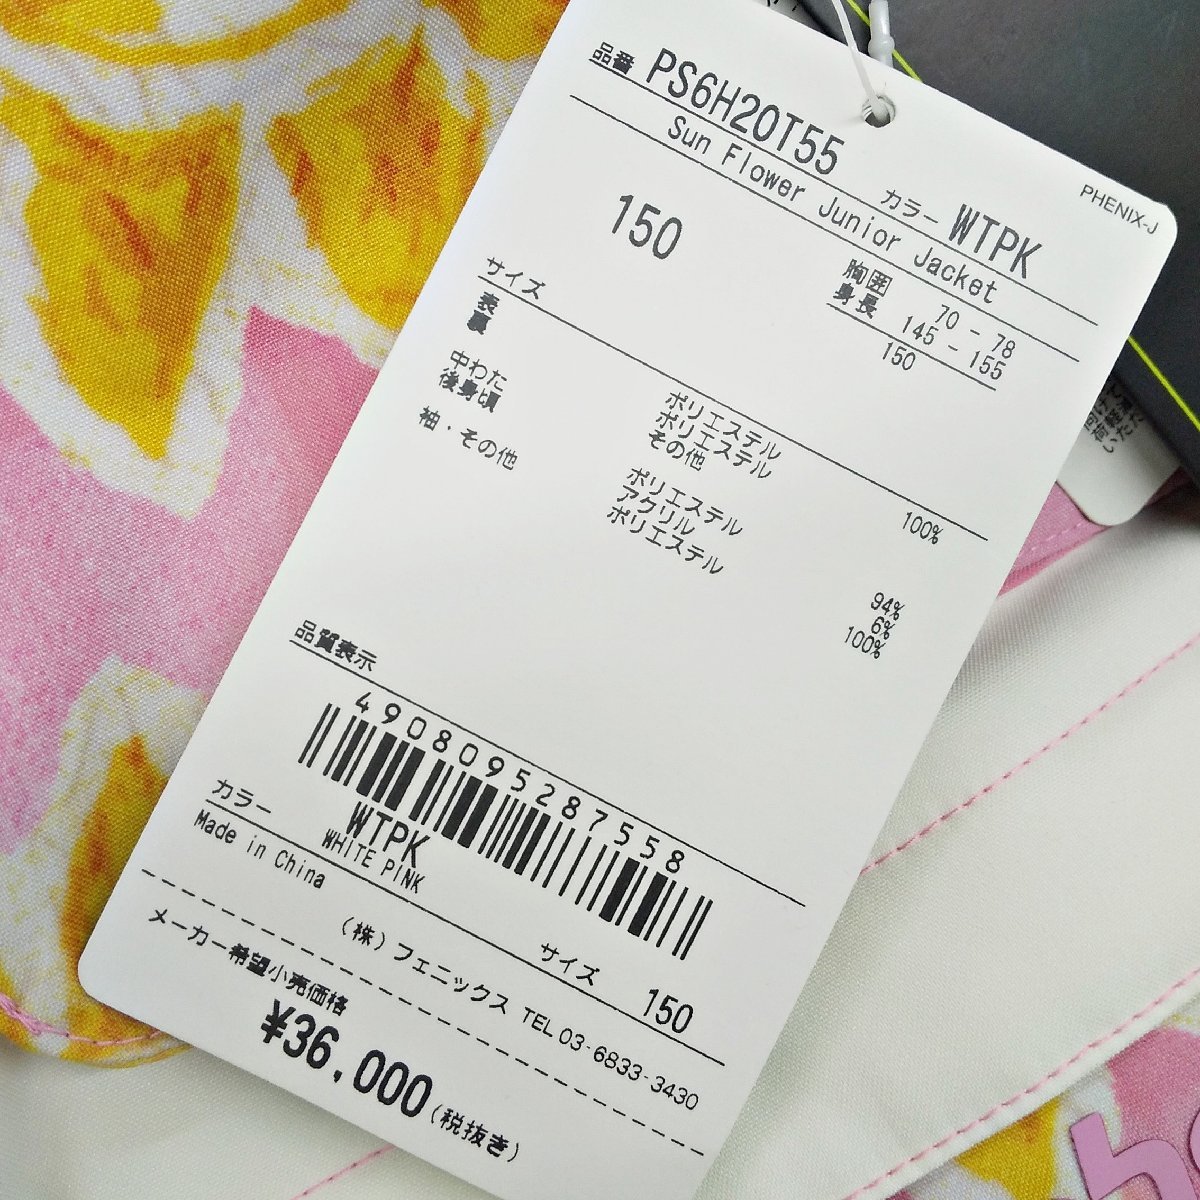 PHENIX-J
品番 PS6H20T55 カラー WTPK
Sun Flower Junior Jacket
サイズ 150
胸囲 70 - 78
身長 145 - 155
150
表 ポリエステル 100%
裏 ポリエステル
その他
中わた
後身頃 ポリエステル 94%
アクリル 6%
袖・その他 ポリエステル 100%
品質表示
4908095287558
カラー WTPK
WHITE PINK
サイズ 150
Made in China
(株)フェニックス TEL 03-6833-3430
メーカー希望小売価格
¥36,000(税抜き)